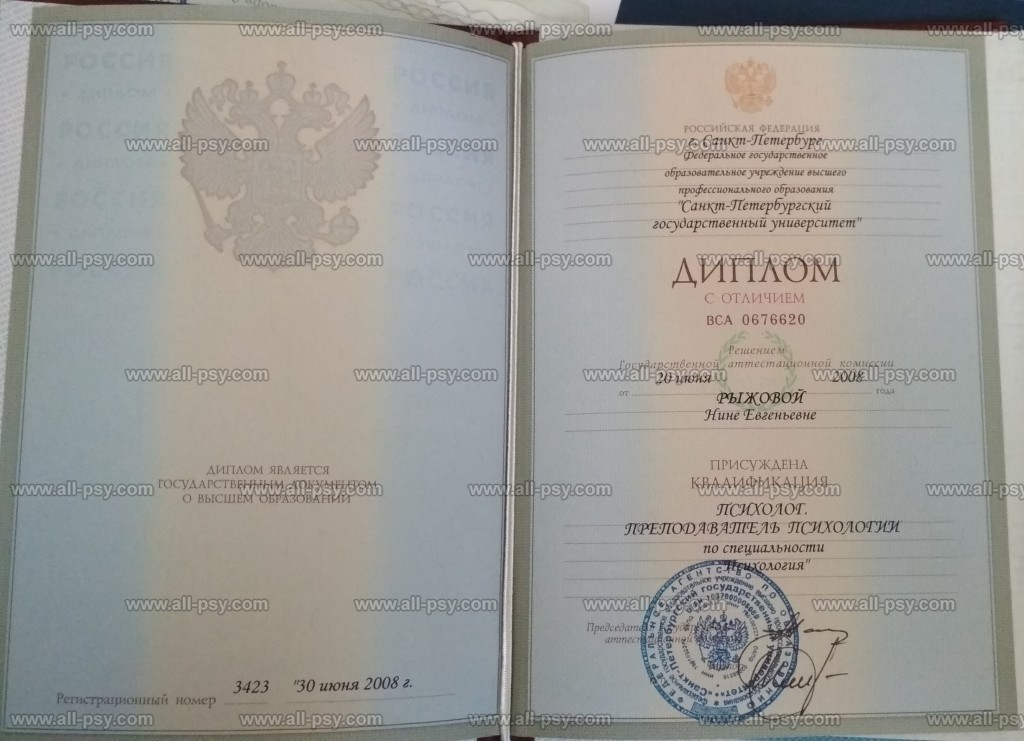 ДИПЛОМ ЯВЛЯЕТСЯ
ГОСУДАРСТВЕННЫМ ДОКУМЕНТОМ
О ВЫСШЕМ ОБРАЗОВАНИИ
Регистрационный номер 3423 "30 июня 2008 г.
РОССИЙСКАЯ ФЕДЕРАЦИЯ
г. Санкт-Петербург
Федеральное государственное
образовательное учреждение высшего
профессионального образования
"Санкт-Петербургский
государственный университет"
ДИПЛОМ
С ОТЛИЧИЕМ
ВСА 0676620
Решением
Государственной аттестационной комиссии
от 20 июня 2008 года
РЫЖОВОЙ
Нине Евгеньевне
ПРИСУЖДЕНА
КВАЛИФИКАЦИЯ
ПСИХОЛОГ.
ПРЕПОДАВАТЕЛЬ ПСИХОЛОГИИ
по специальности
"Психология"
www.all-psy.com